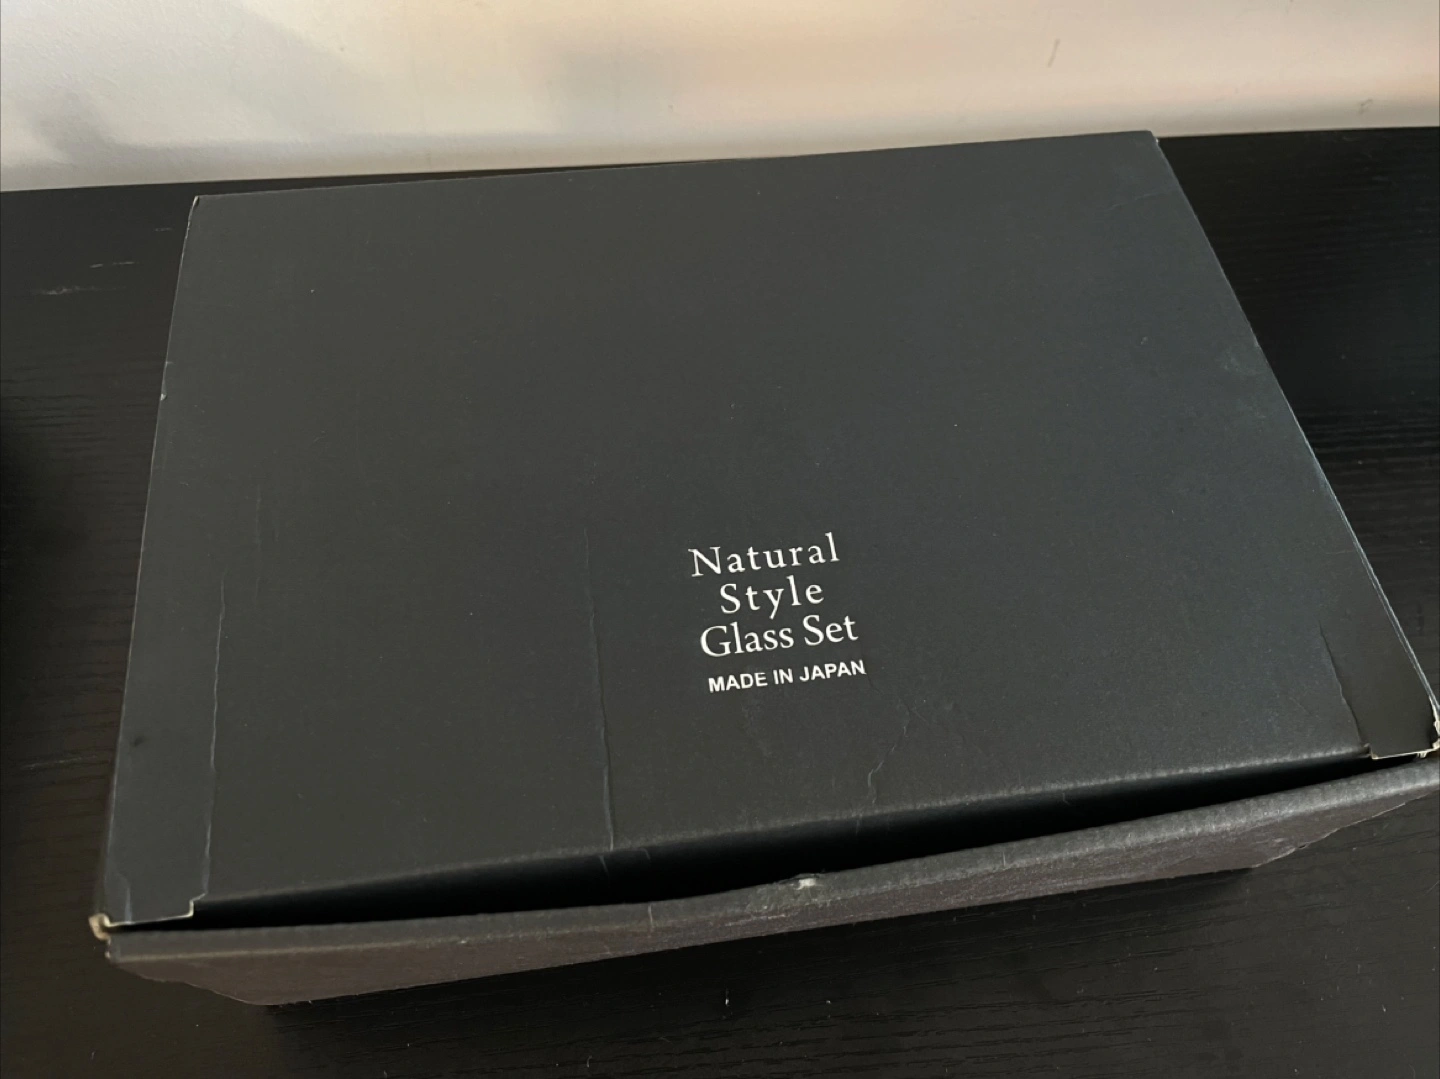 Natural
Style
Glass Set
MADE IN JAPAN